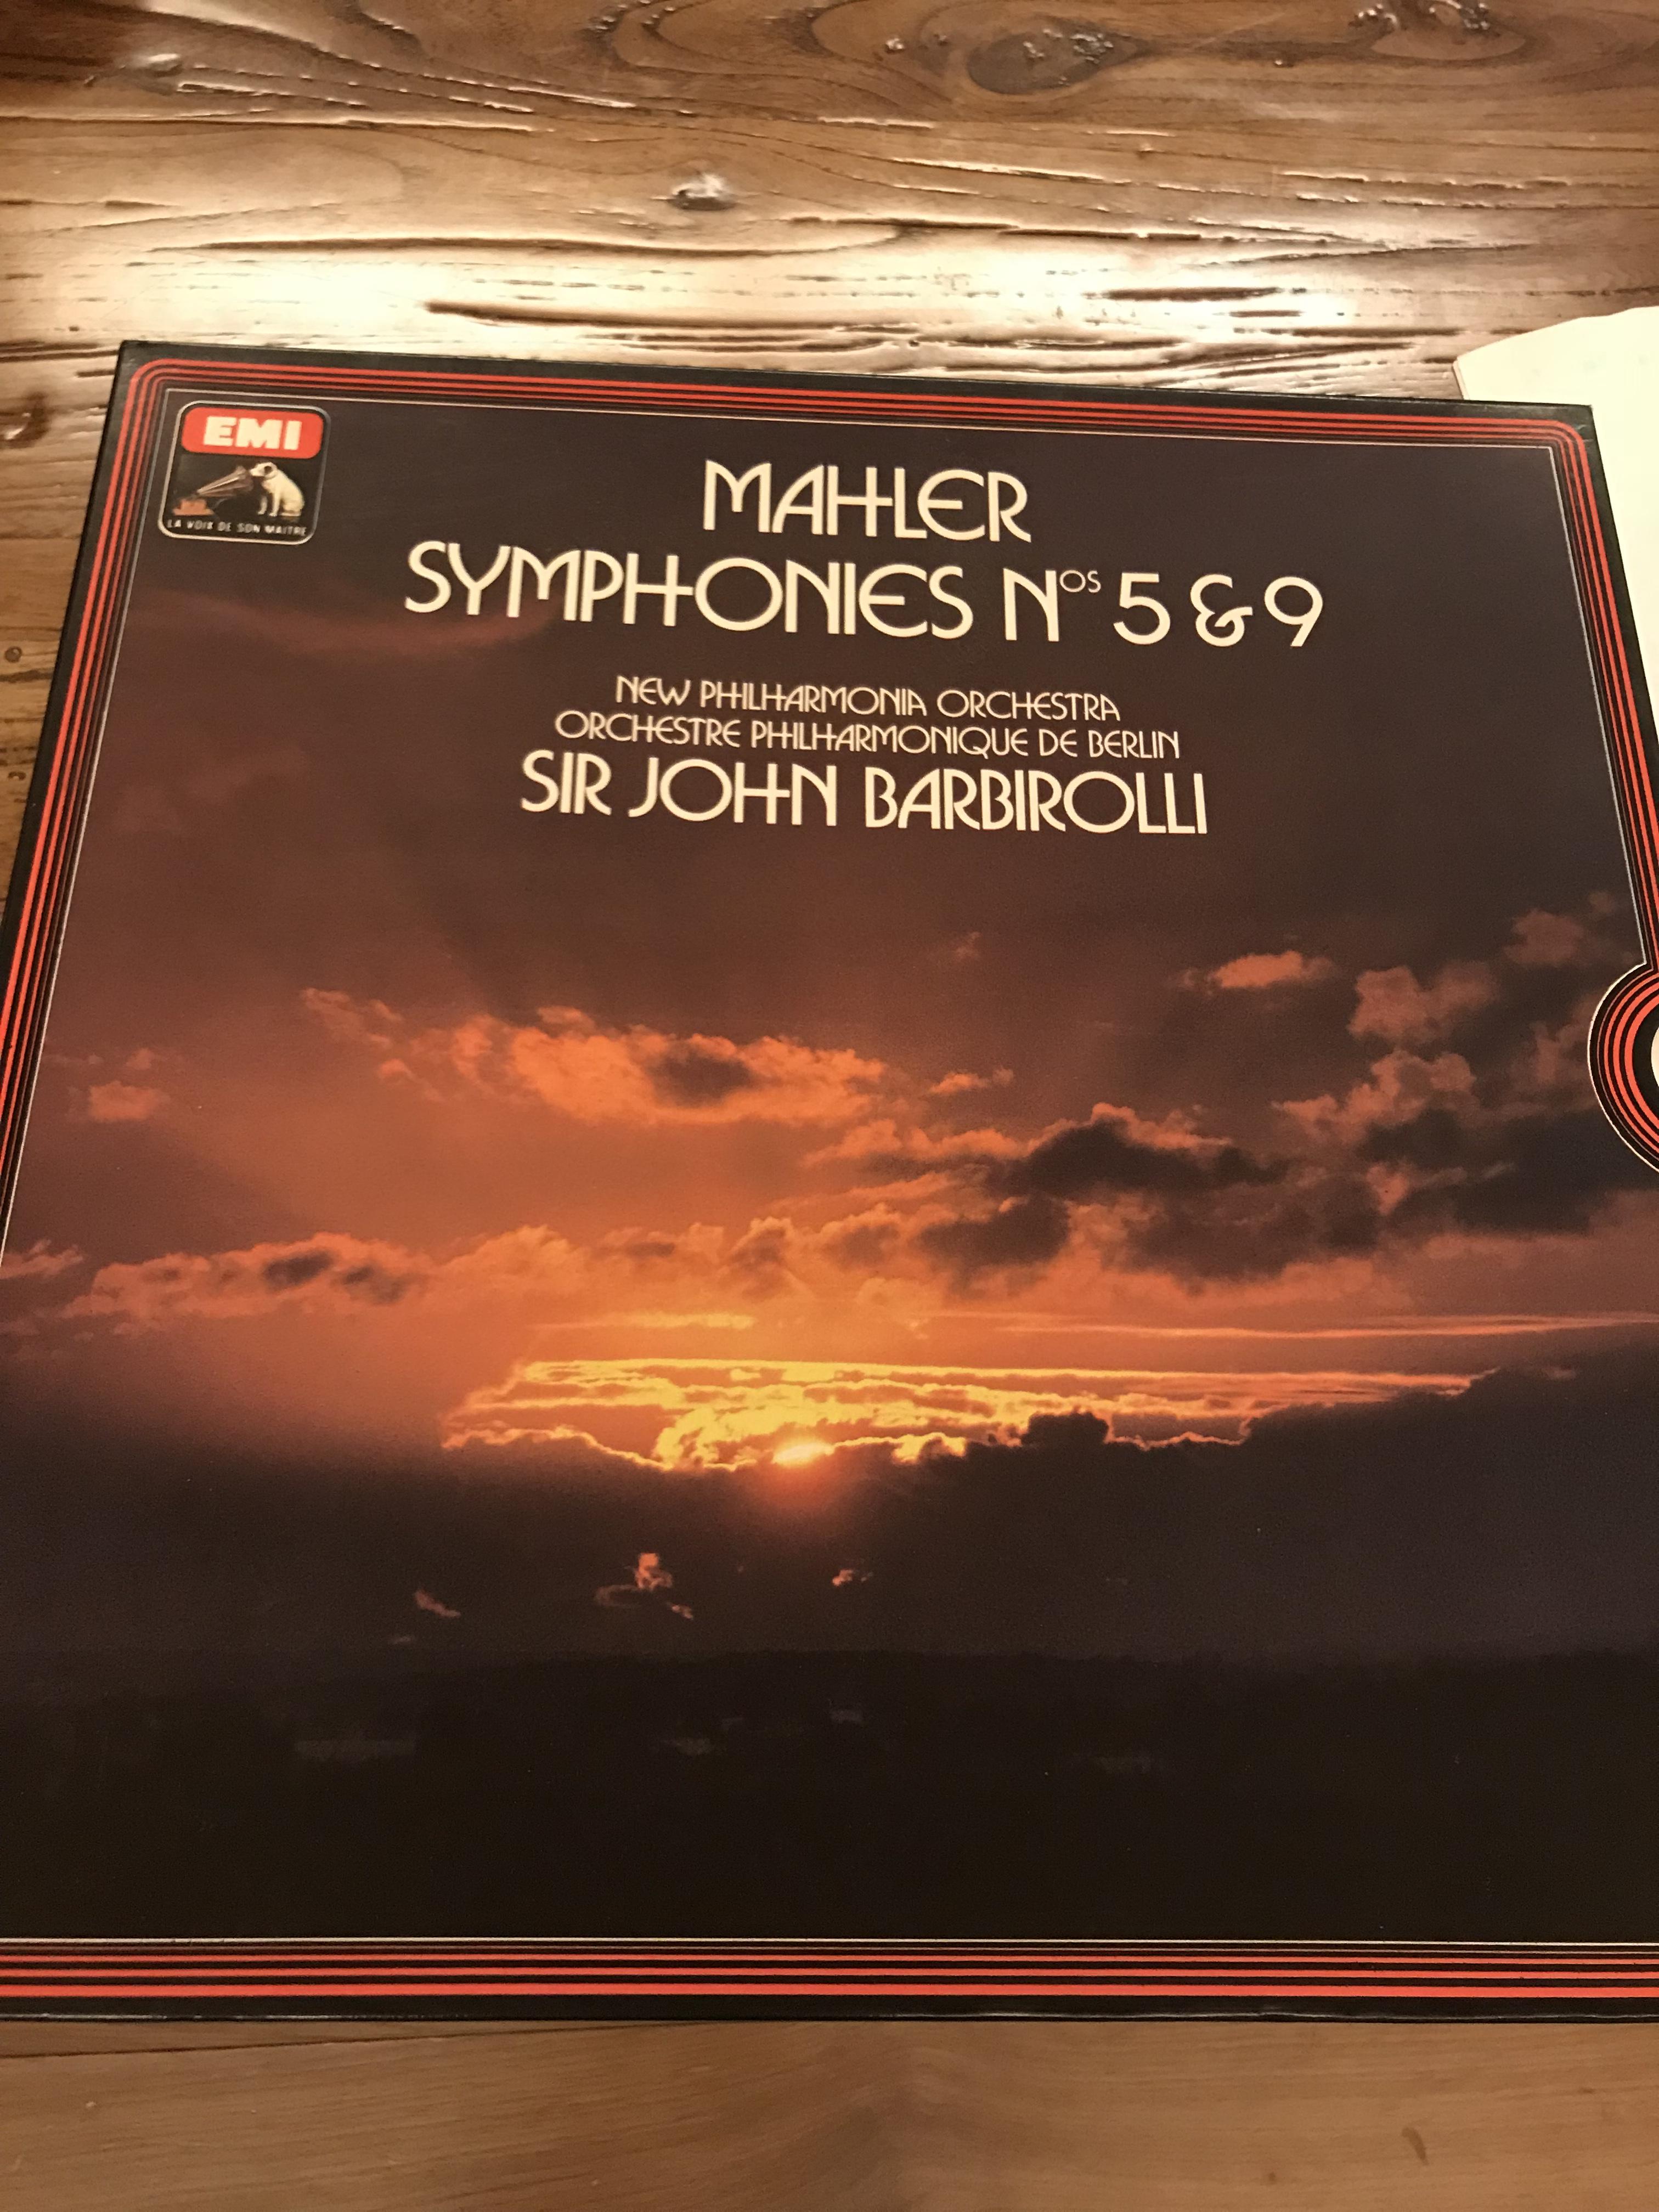 EMI
LA VOIX DE SON MAITRE
MAHLER
SYMPHONIES Nos 5 & 9
NEW PHILHARMONIA ORCHESTRA
ORCHESTRE PHILHARMONIQUE DE BERLIN
SIR JOHN BARBIROLLI